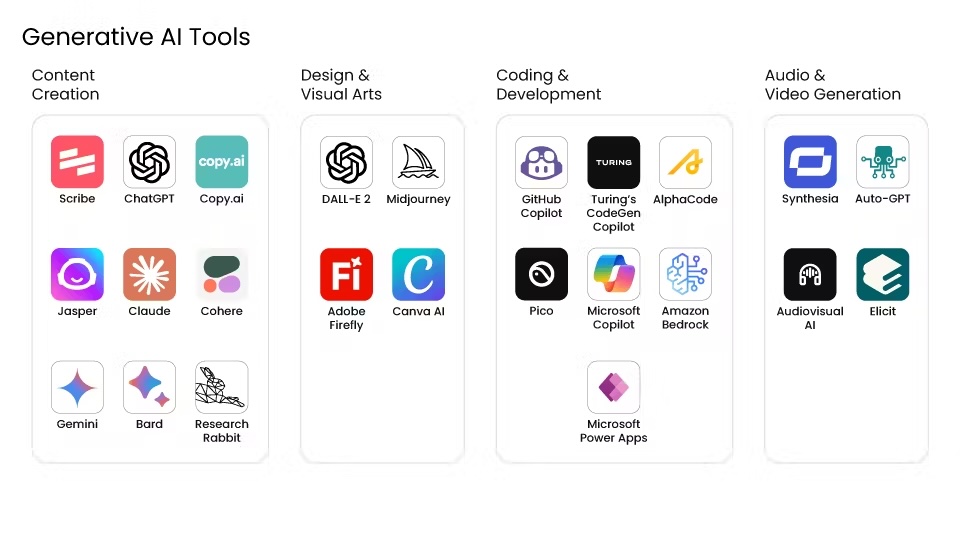 Generative AI Tools
Content
Creation
Design &
Visual Arts
Coding &
Development
Audio &
Video Generation
copy.ai
Scribe
ChatGPT
Copy.ai
Jasper
Claude
Cohere
Gemini
Bard
Research
Rabbit
DALL-E 2
Midjourney
Fi
C
Adobe
Firefly
Canva AI
TURING
GitHub
Copilot
Turing's
CodeGen
Copilot
AlphaCode
Pico
Microsoft
Copilot
Amazon
Bedrock
Microsoft
Power Apps
Synthesia
Auto-GPT
Audiovisual
AI
Elicit